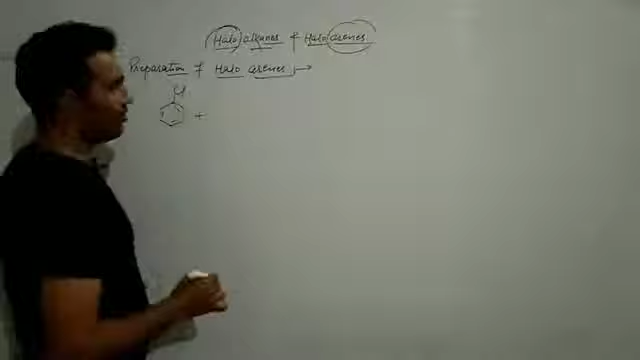 Halo alkanes & Halo arenes
Preparation of Halo arenes →
H
+